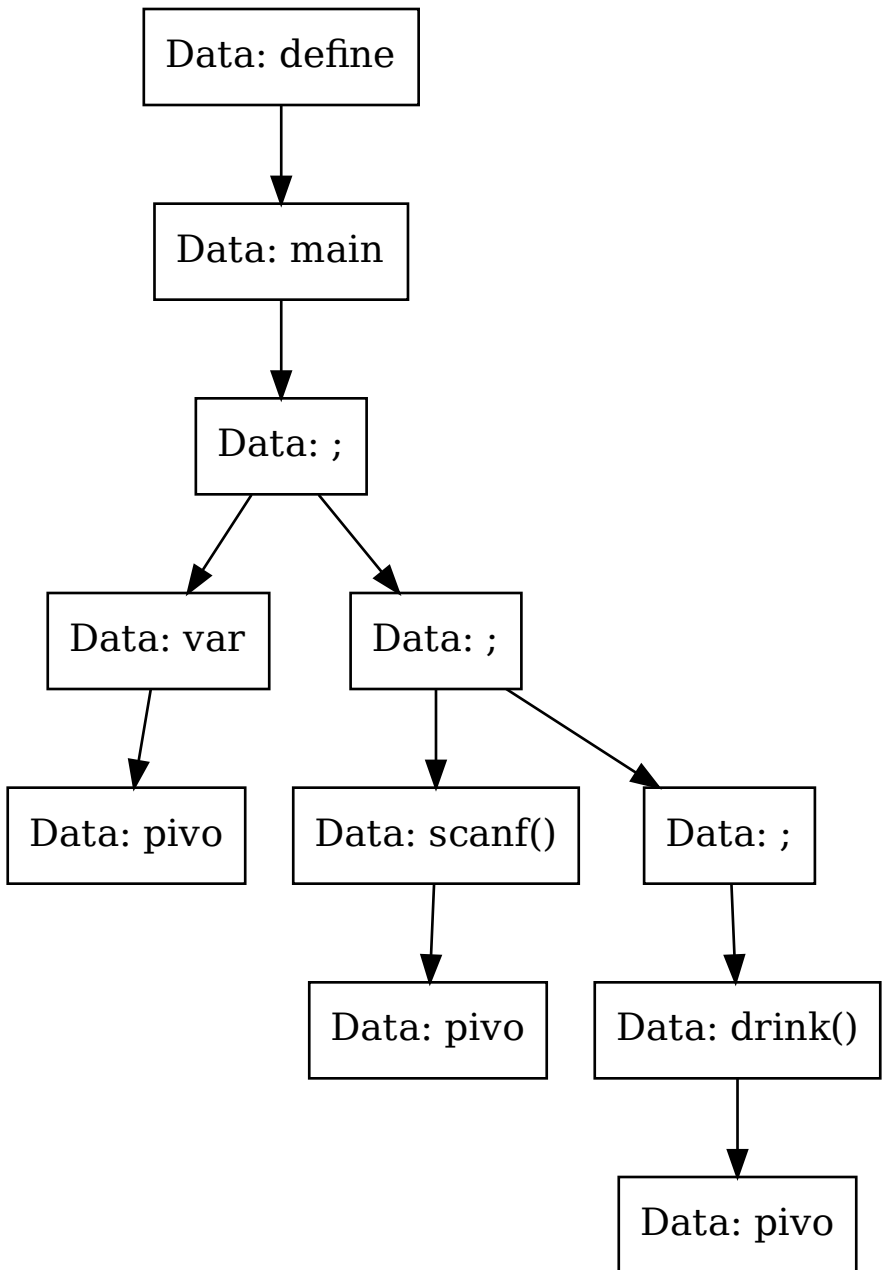 Data: define
Data: main
Data: ;
Data: var
Data: ;
Data: pivo
Data: scanf()
Data: ;
Data: pivo
Data: drink()
Data: pivo